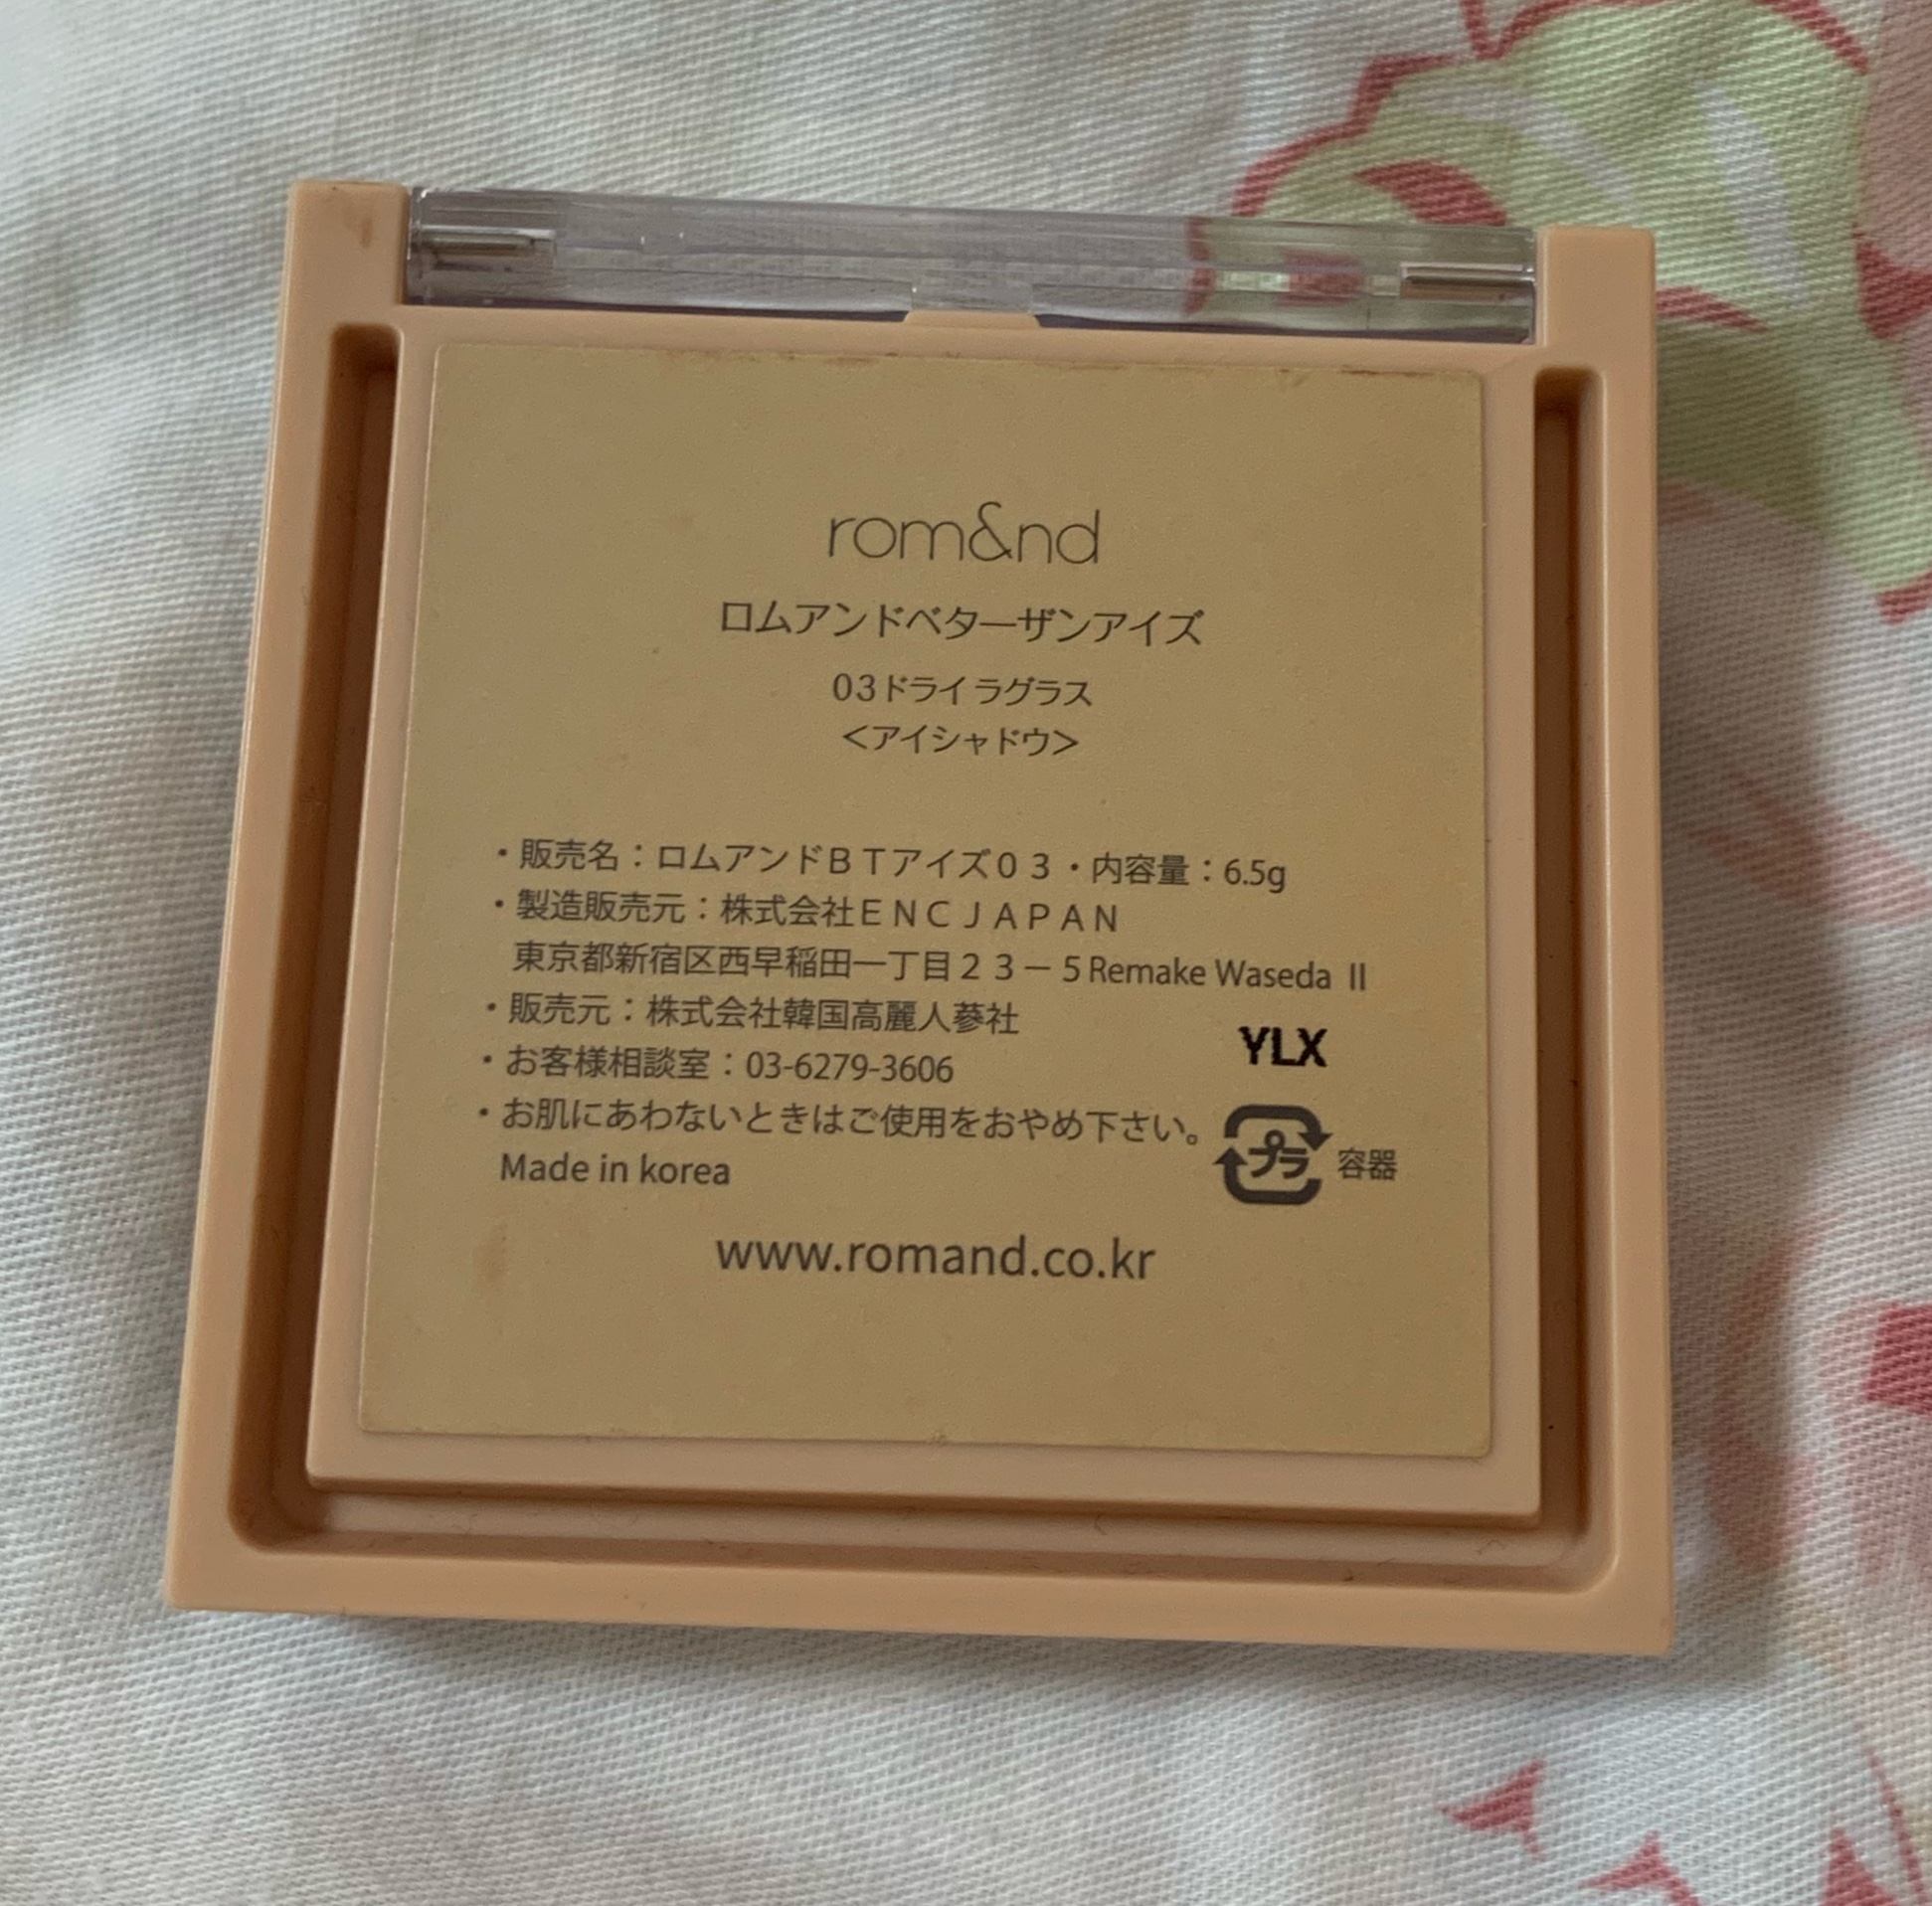 rom&nd
ロムアンドベターザンアイズ
03ドライラグラス
<アイシャドウ>
・販売名：ロムアンドＢＴアイズ０３・内容量：6.5g
・製造販売元：株式会社ＥＮＣＪＡＰＡＮ
東京都新宿区西早稲田一丁目２３－５Remake Waseda Ⅱ
・販売元：株式会社韓国高麗人蔘社
YLX
・お客様相談室：03-6279-3606
・お肌にあわないときはご使用をおやめ下さい。
プラ 容器
Made in korea
www.romand.co.kr